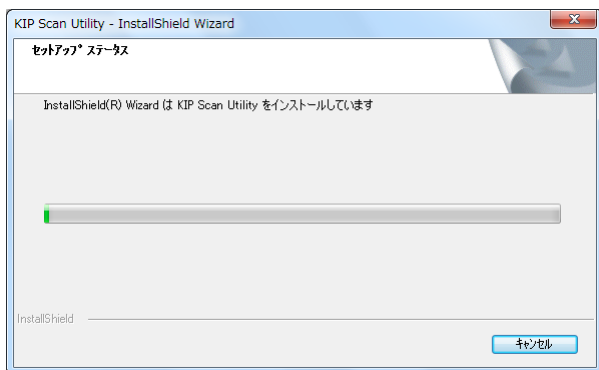 KIP Scan Utility - InstallShield Wizard
ｾｯﾄｱｯﾌﾟ ｽﾃｰﾀｽ
InstallShield(R) Wizard は KIP Scan Utility をインストールしています
InstallShield
ｷｬﾝｾﾙ